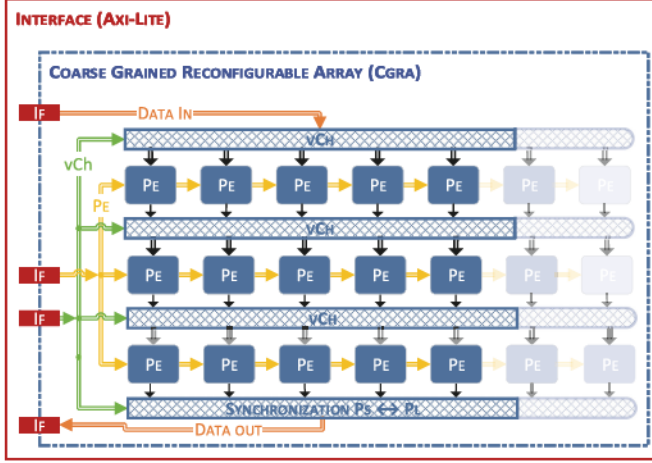 INTERFACE (AXI-LITE)
COARSE GRAINED RECONFIGURABLE ARRAY (CGRA)
IF DATA IN
vCH
vCh
PE PE PE PE PE PE PE
PE
vCH
IF PE PE PE PE PE PE PE
IF vCH
PE PE PE PE PE PE PE
SYNCHRONIZATION PS ↔ PL
IF DATA OUT